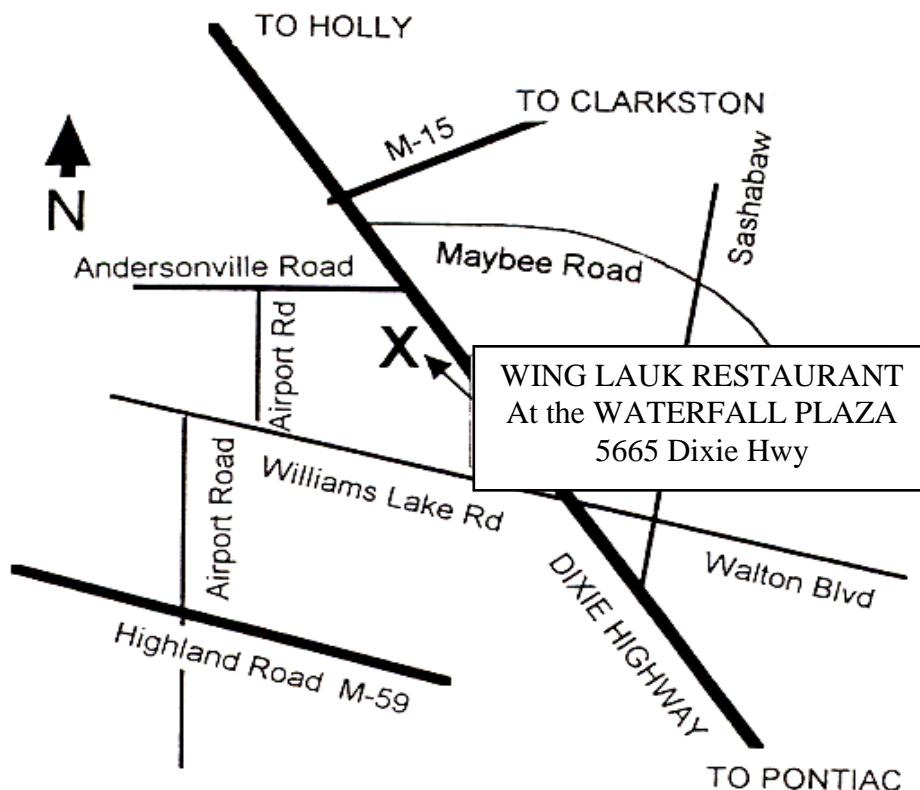 TO HOLLY
TO CLARKSTON
M-15
Sashabaw
N
Maybee Road
Andersonville Road
Airport Rd
X
WING LAUK RESTAURANT
At the WATERFALL PLAZA
5665 Dixie Hwy
Williams Lake Rd
Airport Road
Walton Blvd
DIXIE HIGHWAY
Highland Road M-59
TO PONTIAC